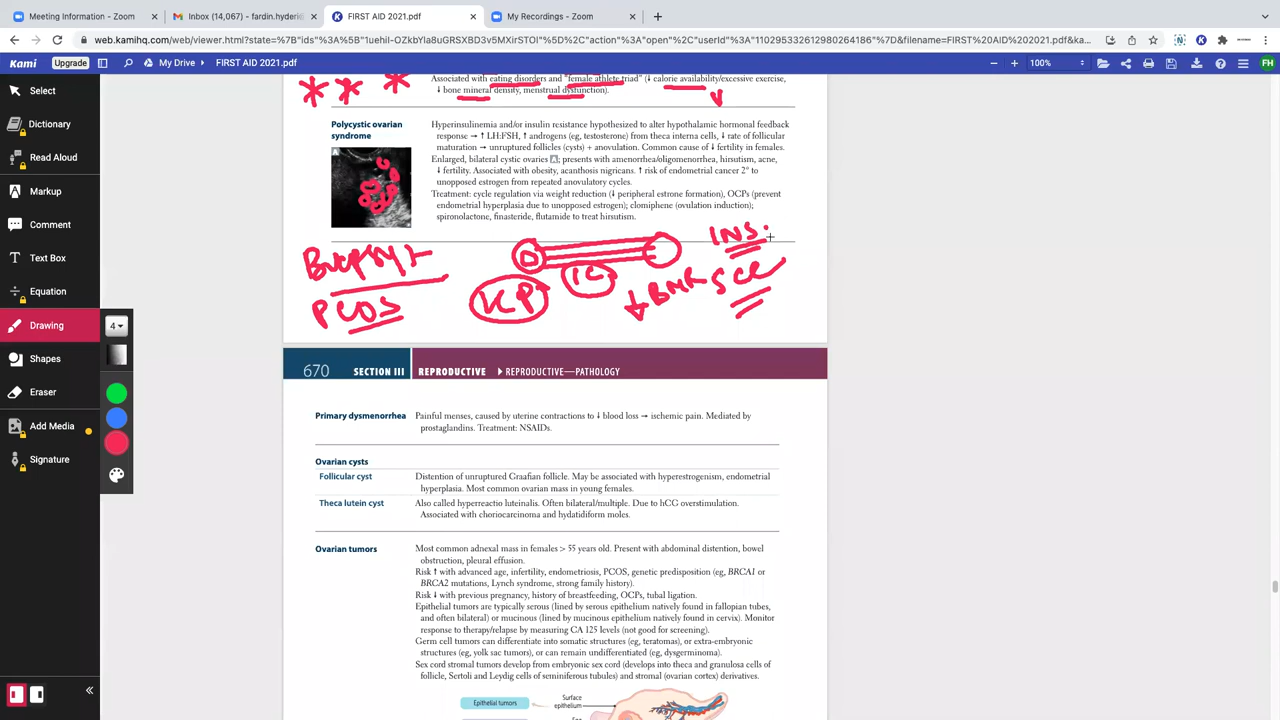 Meeting Information - Zoom
Inbox (14,067) - fardin.hyderi@
FIRST AID 2021.pdf
My Recordings - Zoom
Kami
Upgrade
My Drive
FIRST AID 2021.pdf
100%
FH
Select
Dictionary
Read Aloud
Markup
Comment
Text Box
Equation
Drawing
Shapes
Eraser
Add Media
Signature
4
Associated with eating disorders and "female athlete triad" (↓ calorie availability/excessive exercise,
↓ bone mineral density, menstrual dysfunction).
Polycystic ovarian
syndrome
A
Hyperinsulinemia and/or insulin resistance hypothesized to alter hypothalamic hormonal feedback
response → ↑ LH:FSH, ↑ androgens (eg, testosterone) from theca interna cells, ↓ rate of follicular
maturation → unruptured follicles (cysts) + anovulation. Common cause of ↓ fertility in females.
Enlarged, bilateral cystic ovaries A; presents with amenorrhea/oligomenorrhea, hirsutism, acne,
↓ fertility. Associated with obesity, acanthosis nigricans. ↑ risk of endometrial cancer 2° to
unopposed estrogen from repeated anovulatory cycles.
Treatment: cycle regulation via weight reduction (↓ peripheral estrone formation), OCPs (prevent
endometrial hyperplasia due to unopposed estrogen); clomiphene (ovulation induction);
spironolactone, finasteride, flutamide to treat hirsutism.
INS.
PCOS
670 SECTION III REPRODUCTIVE ▶ REPRODUCTIVE—PATHOLOGY
Primary dysmenorrhea
Painful menses, caused by uterine contractions to ↓ blood loss → ischemic pain. Mediated by
prostaglandins. Treatment: NSAIDs.
Ovarian cysts
Follicular cyst
Distention of unruptured Graafian follicle. May be associated with hyperestrogenism, endometrial
hyperplasia. Most common ovarian mass in young females.
Theca lutein cyst
Also called hyperreactio luteinalis. Often bilateral/multiple. Due to hCG overstimulation.
Associated with choriocarcinoma and hydatidiform moles.
Ovarian tumors
Most common adnexal mass in females > 55 years old. Present with abdominal distention, bowel
obstruction, pleural effusion.
Risk ↑ with advanced age, infertility, endometriosis, PCOS, genetic predisposition (eg, BRCA1 or
BRCA2 mutations, Lynch syndrome, strong family history).
Risk ↓ with previous pregnancy, history of breastfeeding, OCPs, tubal ligation.
Epithelial tumors are typically serous (lined by serous epithelium natively found in fallopian tubes,
and often bilateral) or mucinous (lined by mucinous epithelium natively found in cervix). Monitor
response to therapy/relapse by measuring CA 125 levels (not good for screening).
Germ cell tumors can differentiate into somatic structures (eg, teratomas), or extra-embryonic
structures (eg, yolk sac tumors), or can remain undifferentiated (eg, dysgerminoma).
Sex cord stromal tumors develop from embryonic sex cord (develops into theca and granulosa cells of
follicle, Sertoli and Leydig cells of seminiferous tubules) and stromal (ovarian cortex) derivatives.
Epithelial tumors
Surface
epithelium